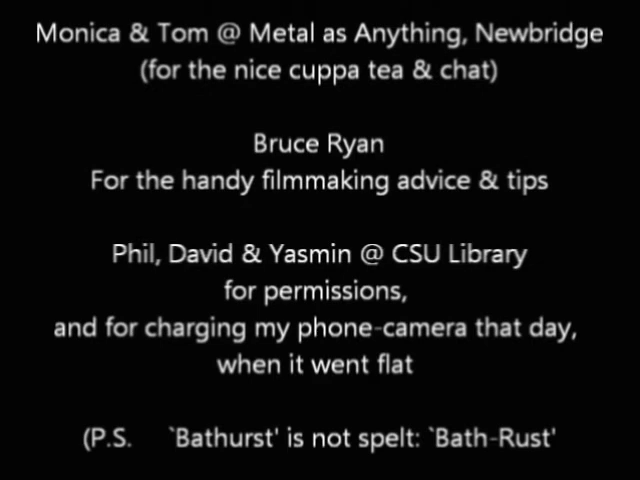 Monica & Tom @ Metal as Anything, Newbridge
(for the nice cuppa tea & chat)
Bruce Ryan
For the handy filmmaking advice & tips
Phil, David & Yasmin @ CSU Library
for permissions,
and for charging my phone-camera that day,
when it went flat
(P.S. `Bathurst' is not spelt: `Bath-Rust'